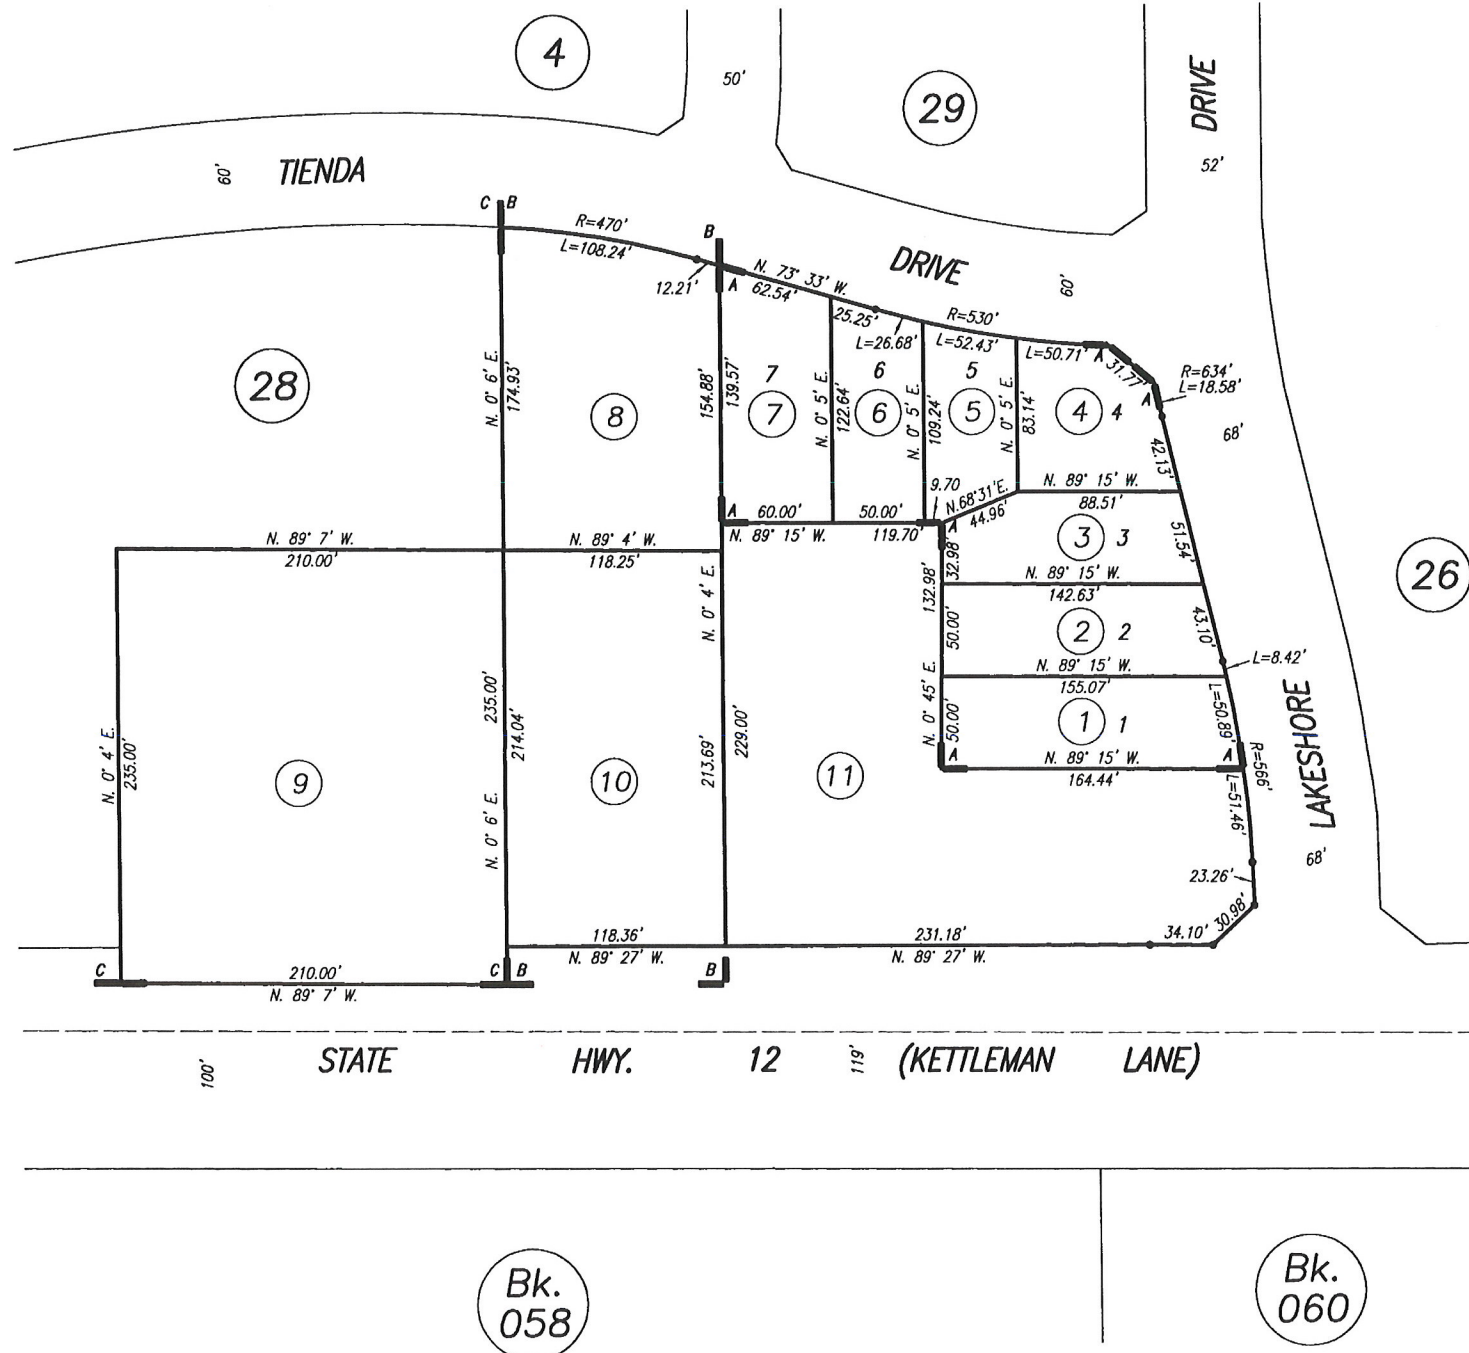 4
50'
29
DRIVE
52'
60'
TIENDA
C B
R=470'
L=108.24'
B
12.21'
A
N. 73° 33' W.
62.54'
DRIVE
60'
25.25'
L=26.68'
R=530'
L=52.43'
L=50.71'
A
31.77'
R=634'
L=18.58'
A
68'
28
N. 0° 6' E.
174.93'
8
154.88'
139.57'
7
7
N. 0° 5' E.
122.64'
6
6
N. 0° 5' E.
109.24'
5
5
N. 0° 5' E.
83.14'
4 4
42.13'
N. 89° 15' W.
88.51'
9.70
N. 68°31'E.
44.96'
A
60.00'
50.00'
N. 89° 15' W.
119.70'
A
N. 89° 7' W.
210.00'
N. 89° 4' W.
118.25'
3 3
51.54'
32.98'
132.98'
N. 89° 15' W.
142.63'
26
N. 0° 4' E.
2 2
43.10'
50.00'
N. 89° 15' W.
155.07'
L=8.42'
N. 0° 45' E.
50.00'
1 1
L=50.89'
LAKESHORE
N. 89° 15' W.
164.44'
A
A
R=566'
L=51.46'
N. 0° 4' E.
235.00'
9
235.00'
214.04'
N. 0° 6' E.
10
213.69'
229.00'
11
68'
23.26'
30.98'
34.10'
118.36'
N. 89° 27' W.
231.18'
N. 89° 27' W.
C
210.00'
N. 89° 7' W.
C B
B
100'
STATE HWY. 12 119' (KETTLEMAN LANE)
Bk.
058
Bk.
060